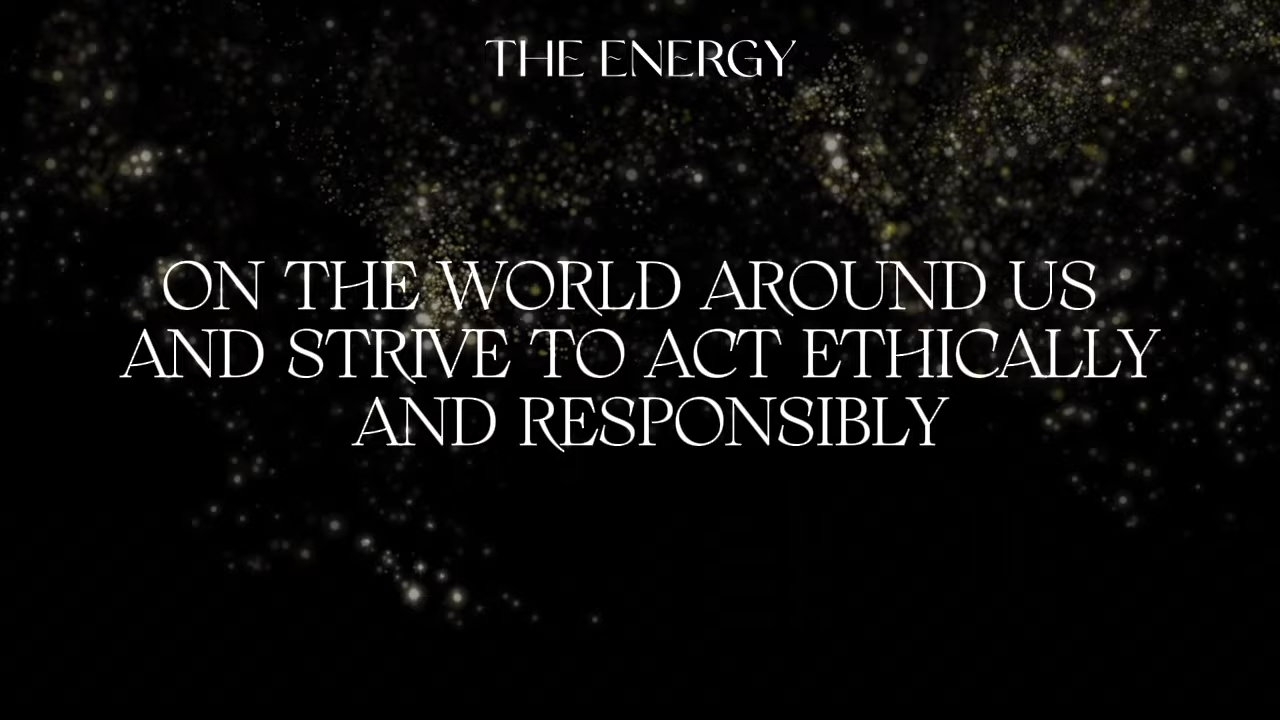 THE ENERGY
ON THE WORLD AROUND US
AND STRIVE TO ACT ETHICALLY
AND RESPONSIBLY